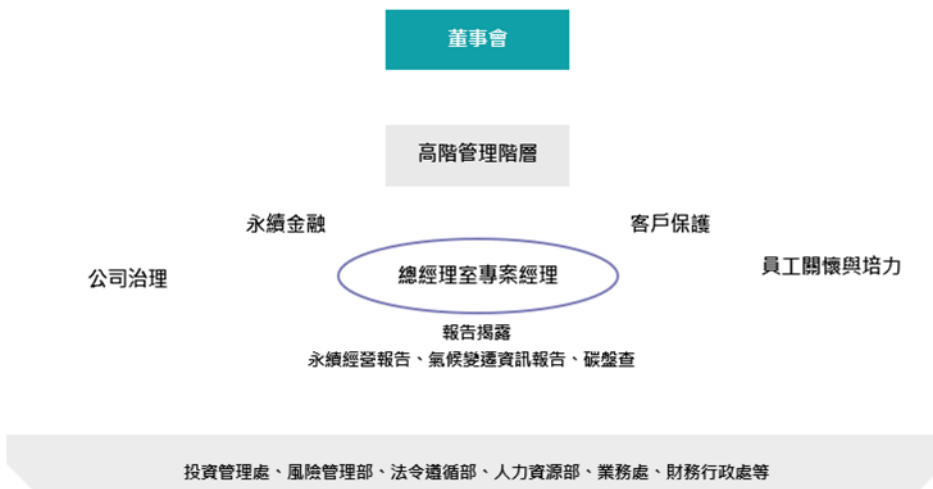 董事會
高階管理階層
永續金融
客戶保護
公司治理
總經理室專案經理
員工關懷與培力
報告揭露
永續經營報告、氣候變遷資訊報告、碳盤查
投資管理處、風險管理部、法令遵循部、人力資源部、業務處、財務行政處等